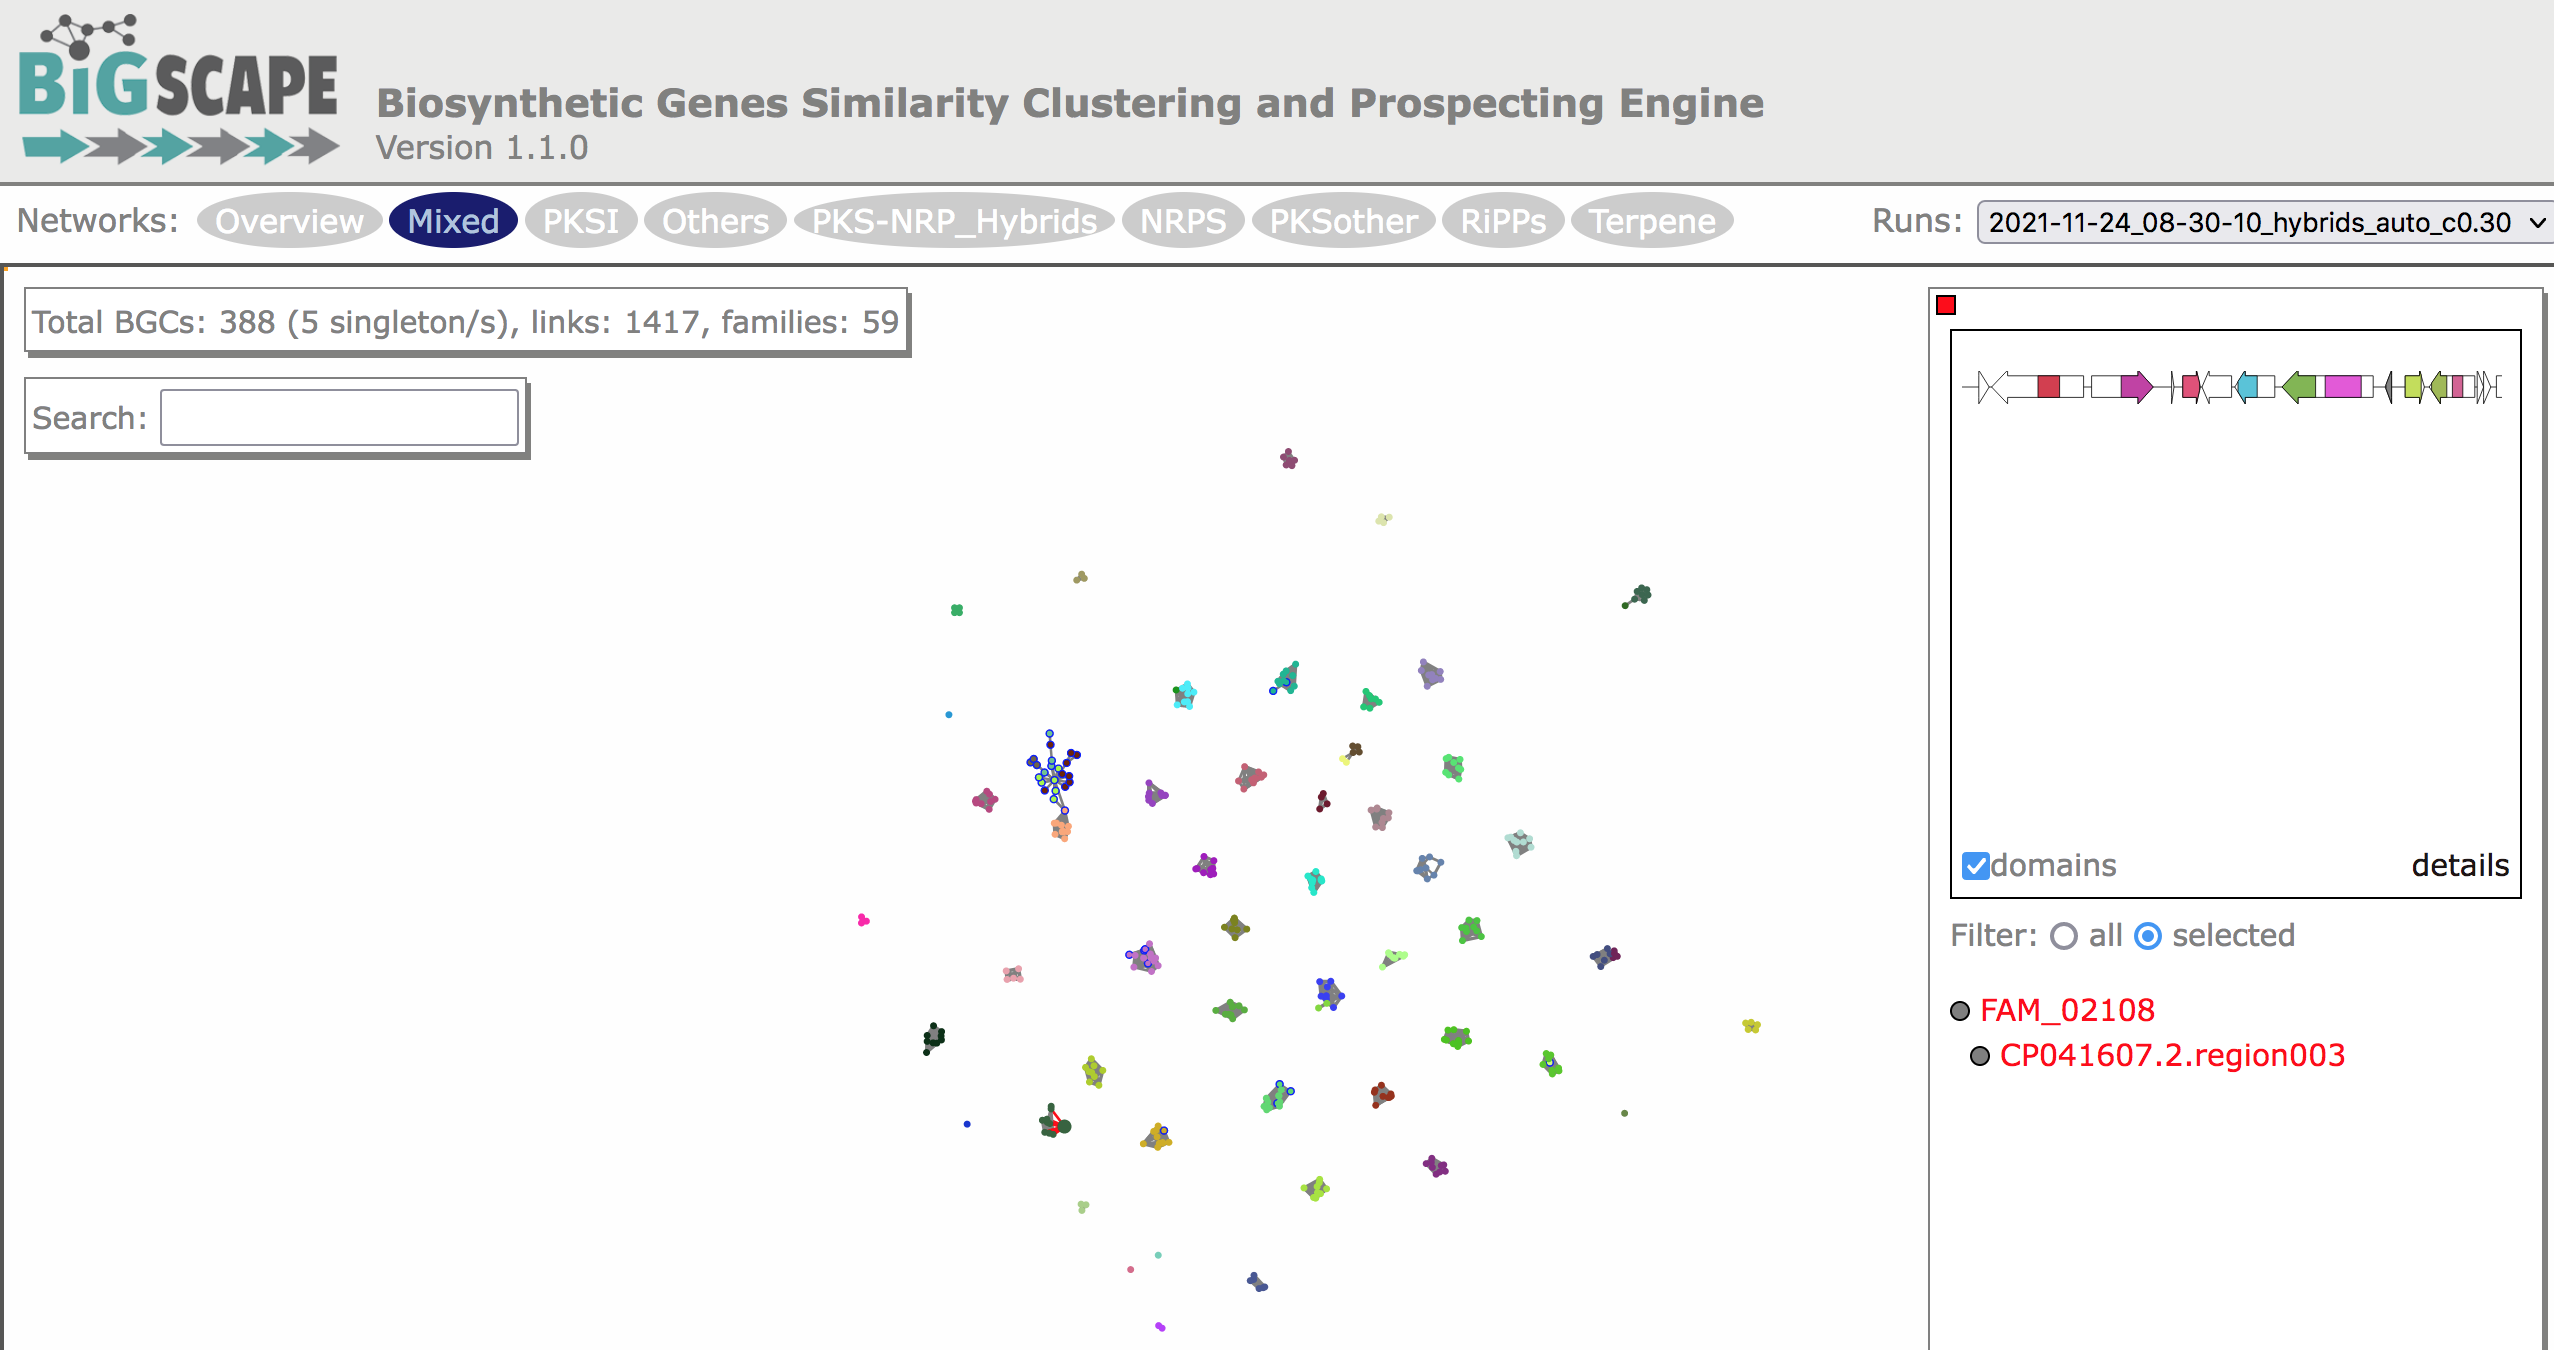 BiGSCAPE
Biosynthetic Genes Similarity Clustering and Prospecting Engine
Version 1.1.0
Networks: Overview Mixed PKSI Others PKS-NRP_Hybrids NRPS PKSother RiPPs Terpene Runs: 2021-11-24_08-30-10_hybrids_auto_c0.30
Total BGCs: 388 (5 singleton/s), links: 1417, families: 59
Search:
domains details
Filter: all selected
FAM_02108
CP041607.2.region003